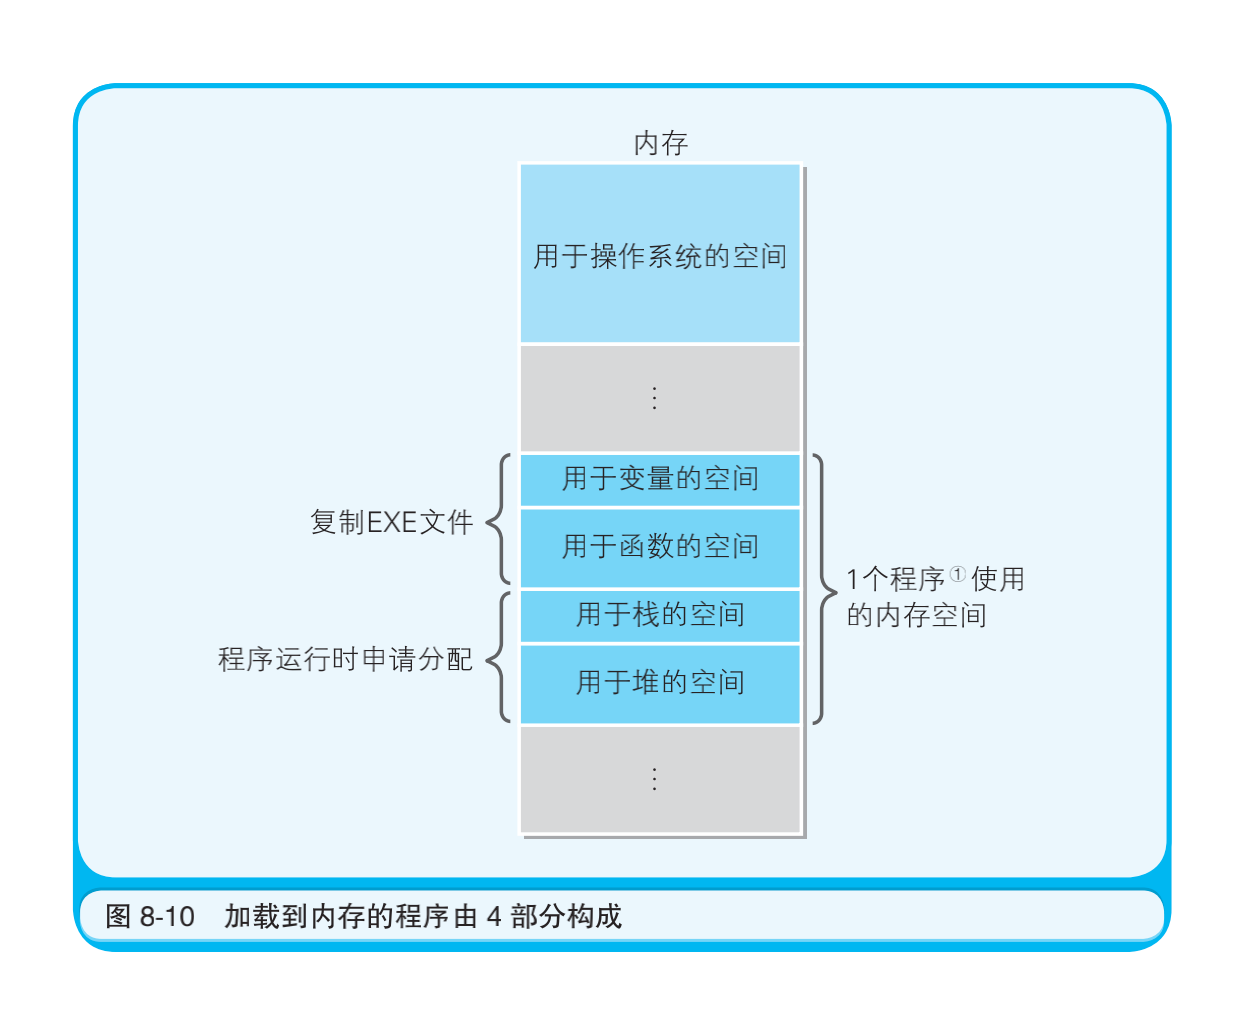 内存
用于操作系统的空间
⋮
用于变量的空间
复制EXE文件
用于函数的空间
1个程序①使用
的内存空间
用于栈的空间
程序运行时申请分配
用于堆的空间
⋮
图 8-10 加载到内存的程序由 4 部分构成